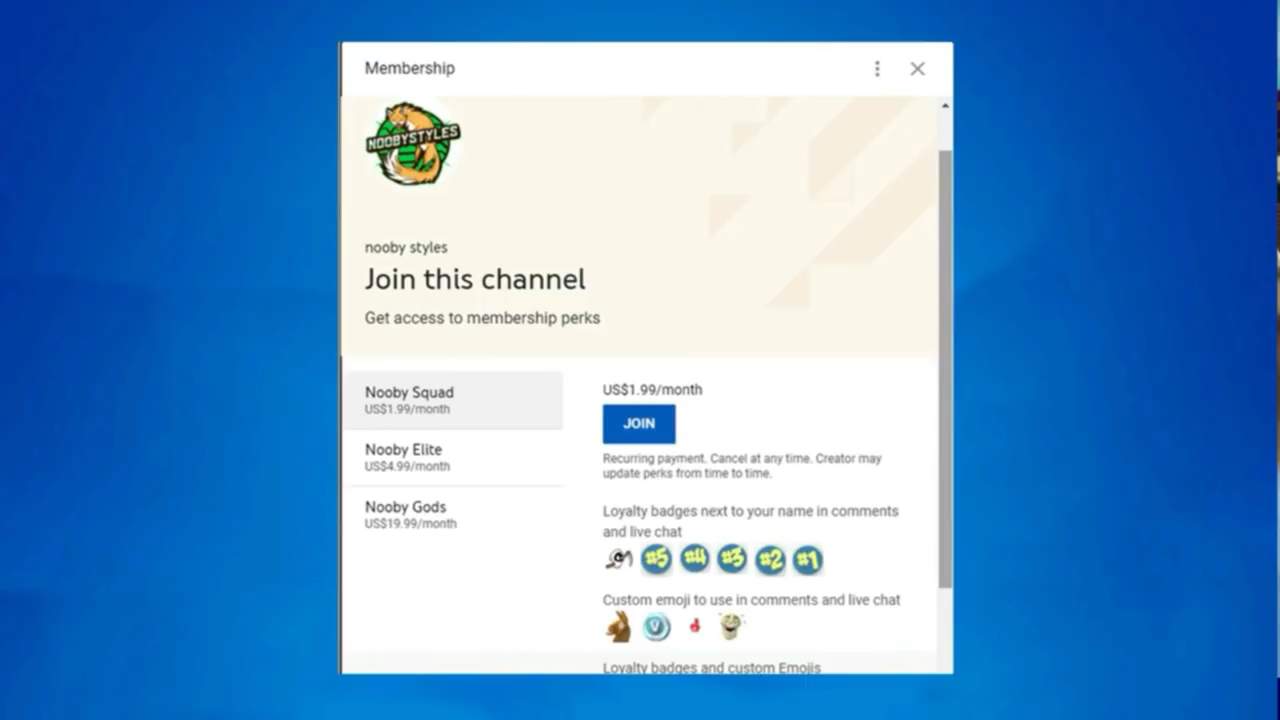 Membership
NOOBYSTYLES
nooby styles
Join this channel
Get access to membership perks
Nooby Squad
US$1.99/month
Nooby Elite
US$4.99/month
Nooby Gods
US$19.99/month
US$1.99/month
JOIN
Recurring payment. Cancel at any time. Creator may
update perks from time to time.
Loyalty badges next to your name in comments
and live chat
#5 #4 #3 #2 #1
Custom emoji to use in comments and live chat
V
Loyalty badges and custom Emojis